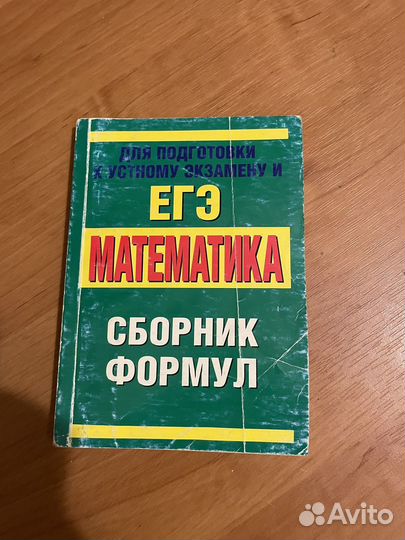 ДЛЯ ПОДГОТОВКИ
К УСТНОМУ ЭКЗАМЕНУ И
ЕГЭ
МАТЕМАТИКА
СБОРНИК
ФОРМУЛ
Avito